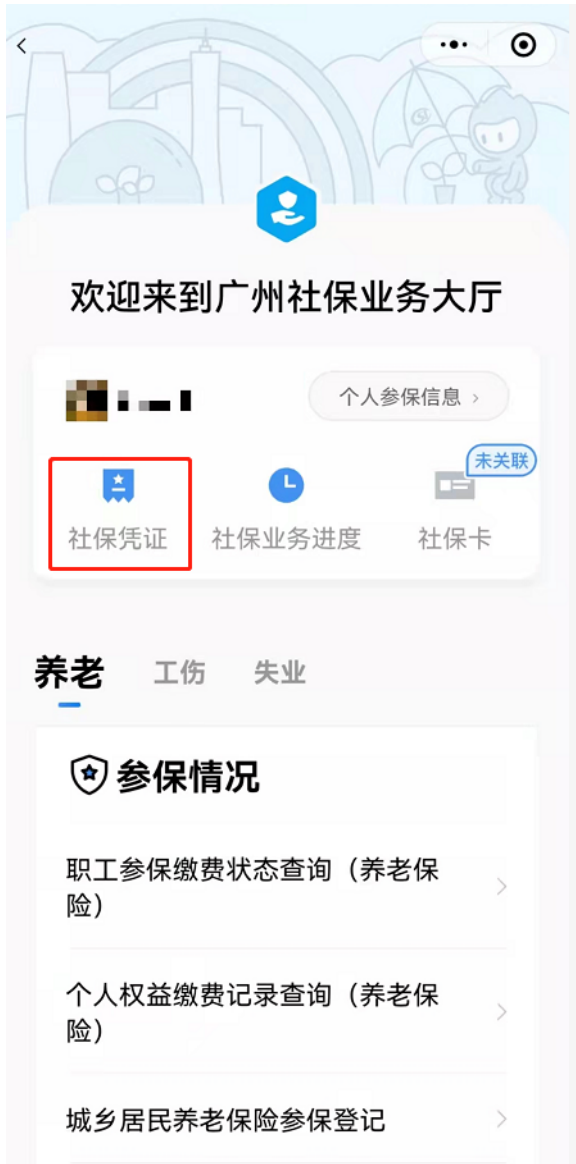 欢迎来到广州社保业务大厅
个人参保信息
未关联
社保凭证 社保业务进度 社保卡
养老 工伤 失业
参保情况
职工参保缴费状态查询（养老保
险）
个人权益缴费记录查询（养老保
险）
城乡居民养老保险参保登记